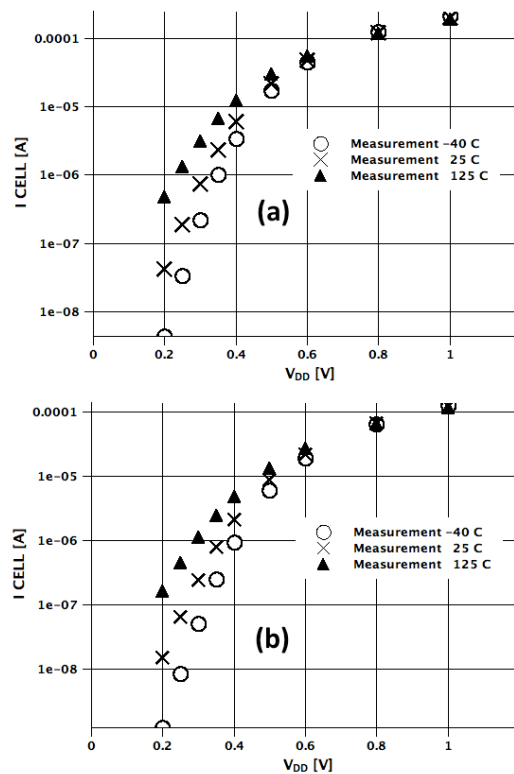 0.0001
1e-05
1e-06
1e-07
1e-08
I CELL [A]
Measurement -40 C
Measurement 25 C
Measurement 125 C
(a)
0
0.2
0.4
0.6
0.8
1
VDD [V]
0.0001
1e-05
1e-06
1e-07
1e-08
I CELL [A]
Measurement -40 C
Measurement 25 C
Measurement 125 C
(b)
0
0.2
0.4
0.6
0.8
1
VDD [V]